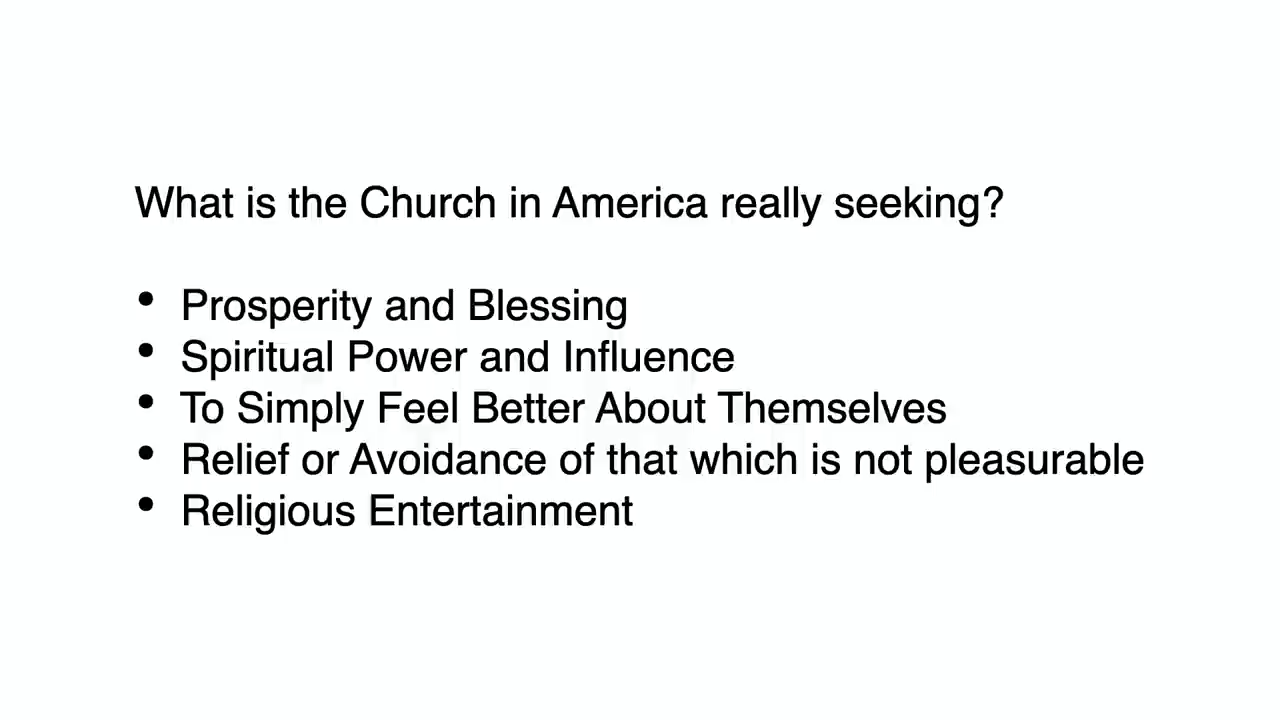 What is the Church in America really seeking?
• Prosperity and Blessing
• Spiritual Power and Influence
• To Simply Feel Better About Themselves
• Relief or Avoidance of that which is not pleasurable
• Religious Entertainment